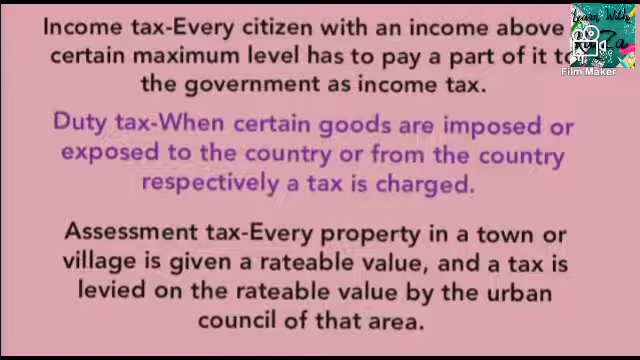 Income tax-Every citizen with an income above
certain maximum level has to pay a part of it to
the government as income tax.
Duty tax-When certain goods are imposed or
exposed to the country or from the country
respectively a tax is charged.
Assessment tax-Every property in a town or
village is given a rateable value, and a tax is
levied on the rateable value by the urban
council of that area.
Learn With
Film Maker